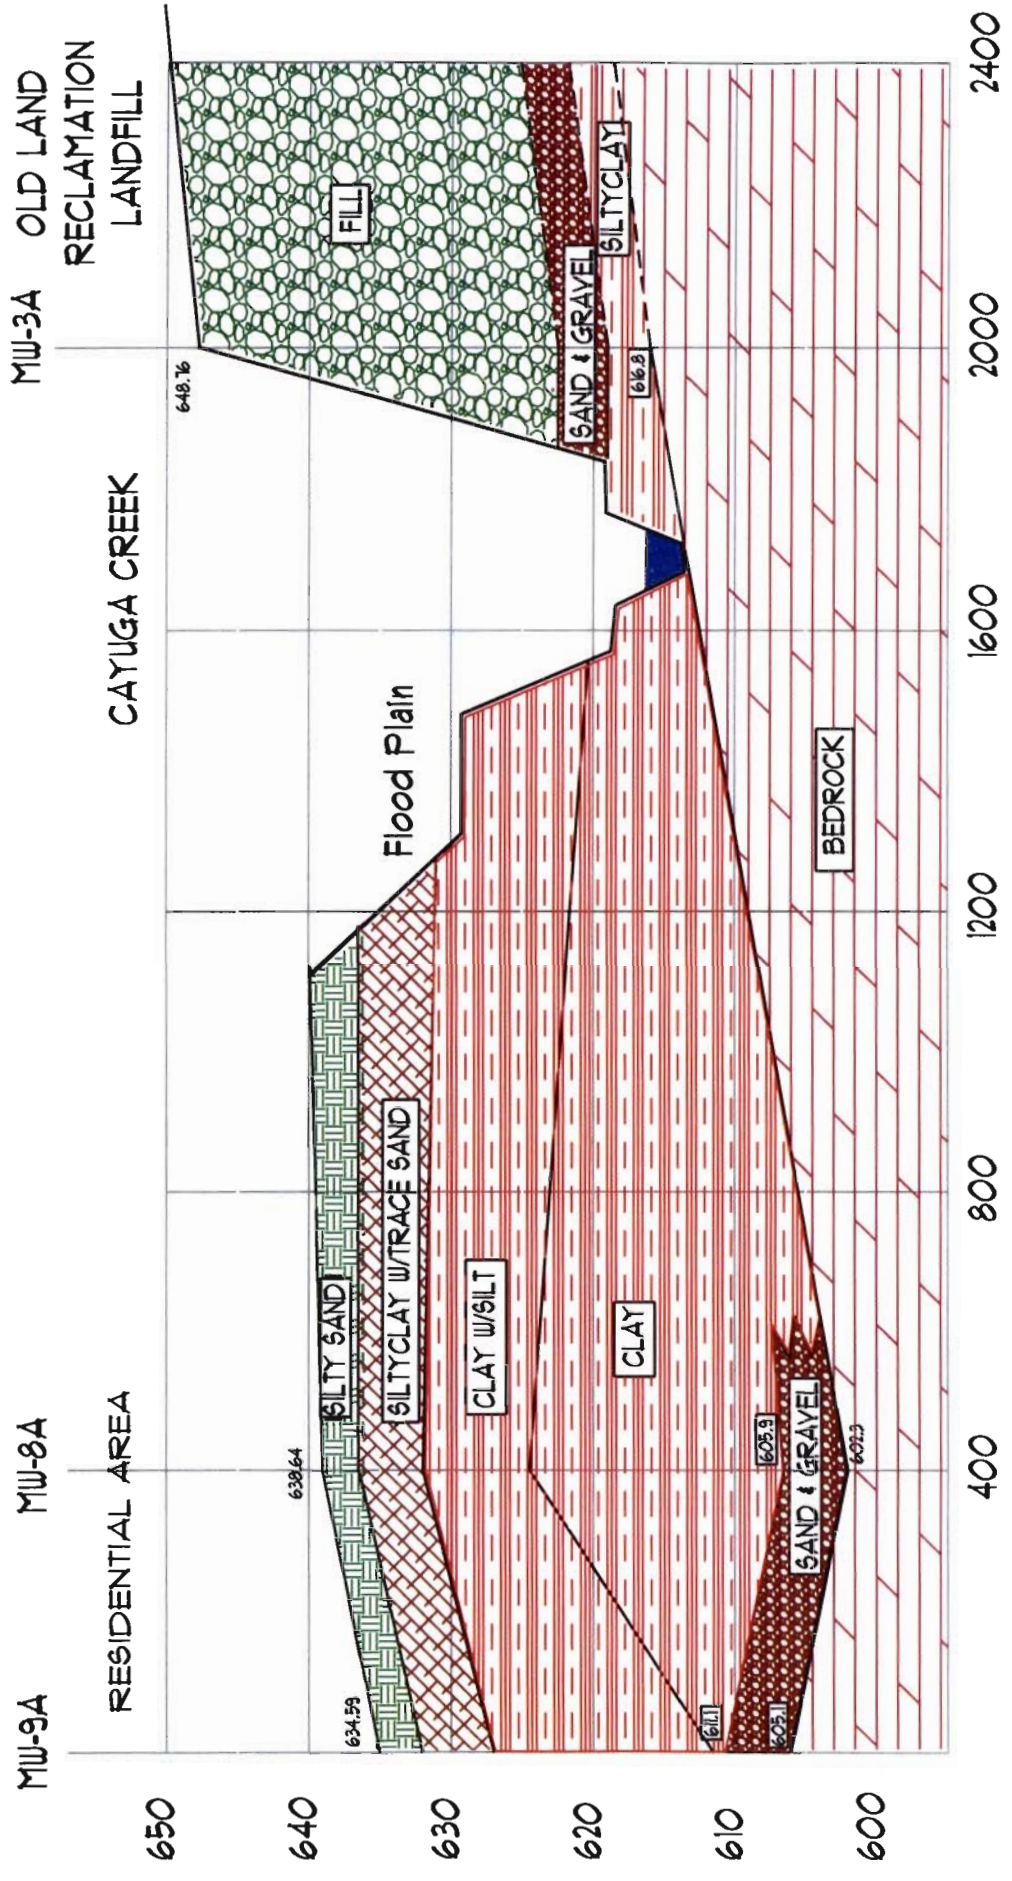 MW-9A
MW-8A
MW-3A
OLD LAND
RECLAMATION
LANDFILL
RESIDENTIAL AREA
CAYUGA CREEK
Flood Plain
634.59
638.64
648.76
FILL
SILTY SAND
SILTYCLAY W/TRACE SAND
CLAY W/SILT
CLAY
SAND & GRAVEL
SILTYCLAY
616.8
611.1
605.1
605.9
SAND & GRAVEL
602.3
BEDROCK
650
640
630
620
610
600
400
800
1200
1600
2000
2400